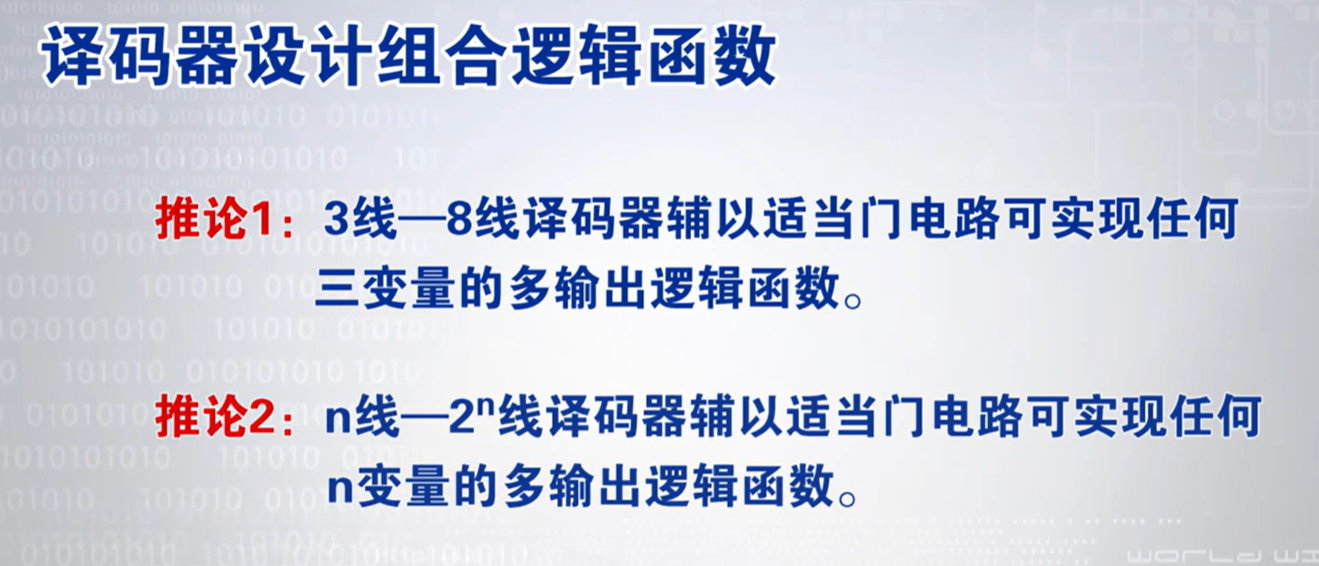 译码器设计组合逻辑函数
推论1：3线—8线译码器辅以适当门电路可实现任何
三变量的多输出逻辑函数。
推论2：n线—2ⁿ线译码器辅以适当门电路可实现任何
n变量的多输出逻辑函数。